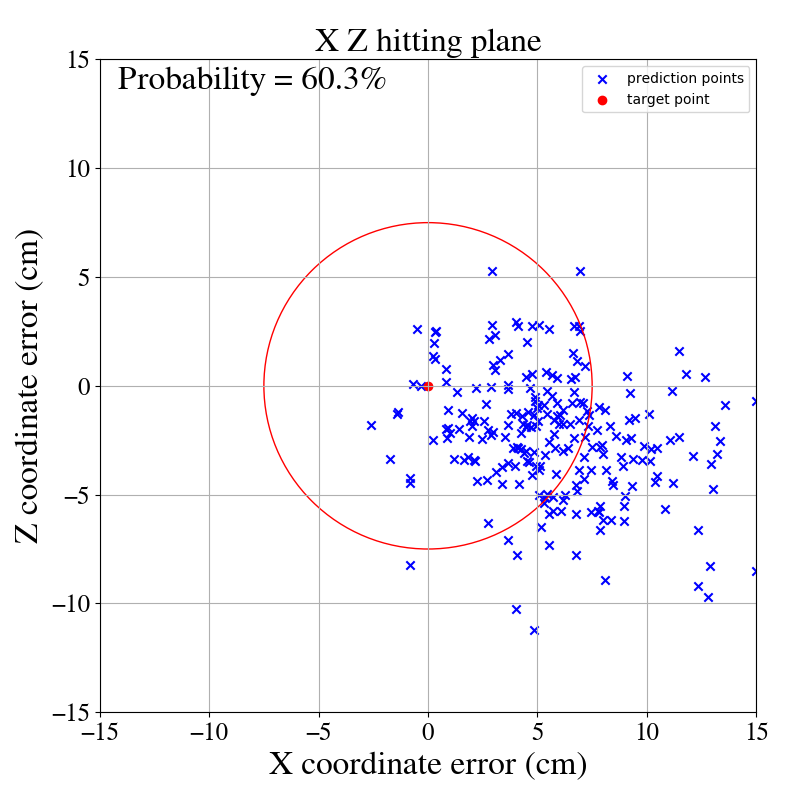 X Z hitting plane
Probability = 60.3%
prediction points
target point
15
10
5
0
−5
−10
−15
Z coordinate error (cm)
−15 −10 −5 0 5 10 15
X coordinate error (cm)